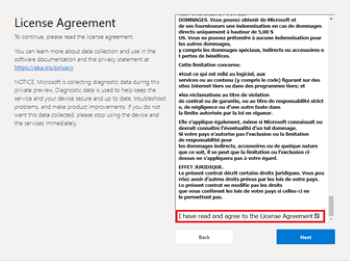 License Agreement
To continue, please read the license agreement.
You can learn more about data collection and use in the
software documentation and the privacy statement at
https://aka.ms/privacy
NOTICE: Microsoft is collecting diagnostic data during this
private preview. Diagnostic data is used to help keep the
service and your device secure and up to date, troubleshoot
problems, and make product improvements. If you do not
want this data collected, please stop using the device and
the services immediately.
DOMMAGES. Vous pouvez obtenir de Microsoft et
de ses fournisseurs une indemnisation en cas de dommages
directs uniquement à hauteur de 5,00 $
US. Vous ne pouvez prétendre à aucune indemnisation pour
les autres dommages,
y compris les dommages spéciaux, indirects ou accessoires e
t pertes de bénéfices.
Cette limitation concerne:
•tout ce qui est relié au logiciel, aux
services ou au contenu (y compris le code) figurant sur des
sites Internet tiers ou dans des programmes tiers; et
•les réclamations au titre de violation
de contrat ou de garantie, ou au titre de responsabilité strict
e, de négligence ou d'une autre faute dans
la limite autorisée par la loi en vigueur.
Elle s'applique également, même si Microsoft connaissait ou
devrait connaître l'éventualité d'un tel dommage.
Si votre pays n'autorise pas l'exclusion ou la limitation
de responsabilité pour
les dommages indirects, accessoires ou de quelque nature
que ce soit, il se peut que la limitation ou l'exclusion ci-
dessus ne s'appliquera pas à votre égard.
EFFET JURIDIQUE.
Le présent contrat décrit certains droits juridiques. Vous pou
rriez avoir d'autres droits prévus par les lois de votre pays.
Le présent contrat ne modifie pas les droits
que vous confèrent les lois de votre pays si celles-ci ne
le permettent pas.
I have read and agree to the License Agreement
Back
Next